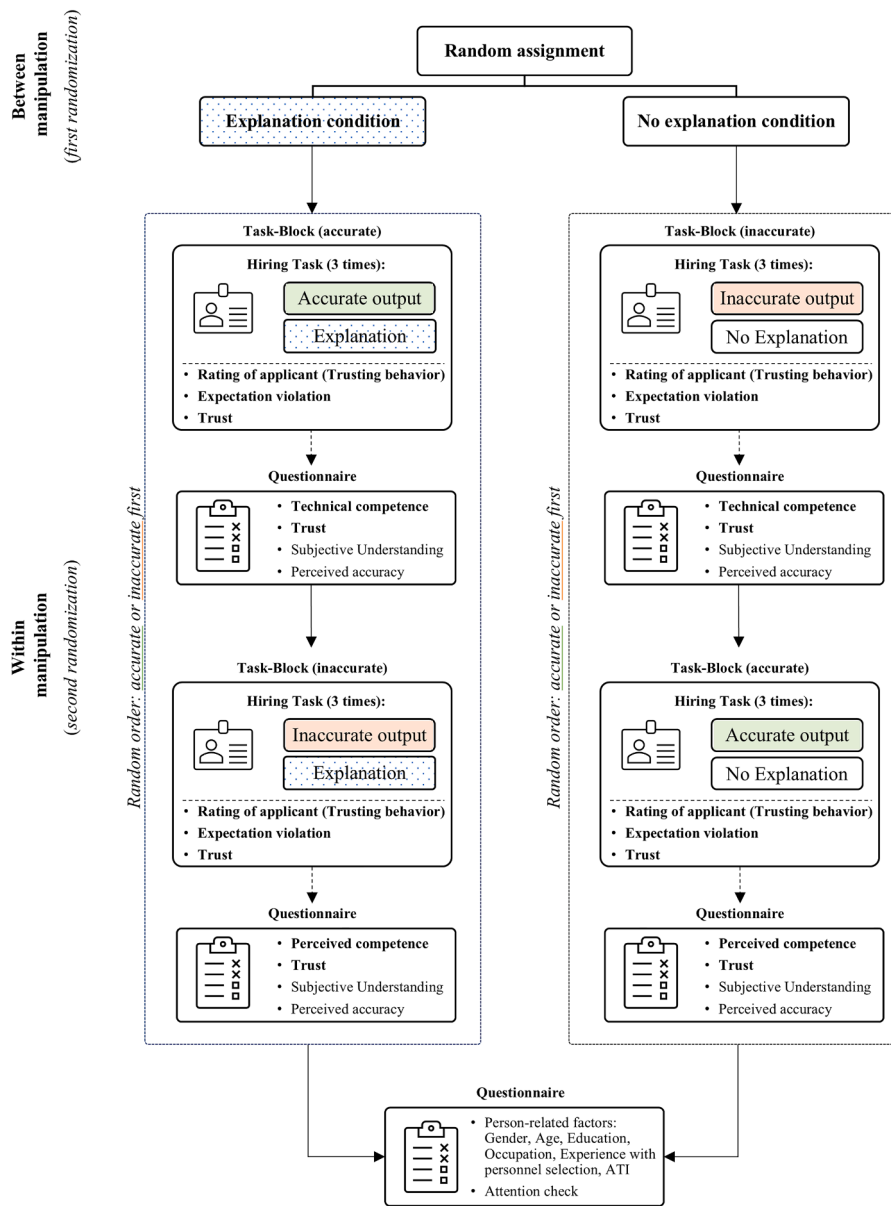 Between
manipulation
(first randomization)
Random assignment
Explanation condition
No explanation condition
Within
manipulation
(second randomization)
Random order: accurate or inaccurate first
Task-Block (accurate)
Hiring Task (3 times):
Accurate output
Explanation
• Rating of applicant (Trusting behavior)
• Expectation violation
• Trust
Questionnaire
• Technical competence
• Trust
• Subjective Understanding
• Perceived accuracy
Task-Block (inaccurate)
Hiring Task (3 times):
Inaccurate output
Explanation
• Rating of applicant (Trusting behavior)
• Expectation violation
• Trust
Questionnaire
• Perceived competence
• Trust
• Subjective Understanding
• Perceived accuracy
Random order: accurate or inaccurate first
Task-Block (inaccurate)
Hiring Task (3 times):
Inaccurate output
No Explanation
• Rating of applicant (Trusting behavior)
• Expectation violation
• Trust
Questionnaire
• Technical competence
• Trust
• Subjective Understanding
• Perceived accuracy
Task-Block (accurate)
Hiring Task (3 times):
Accurate output
No Explanation
• Rating of applicant (Trusting behavior)
• Expectation violation
• Trust
Questionnaire
• Perceived competence
• Trust
• Subjective Understanding
• Perceived accuracy
Questionnaire
• Person-related factors:
Gender, Age, Education,
Occupation, Experience with
personnel selection, ATI
• Attention check